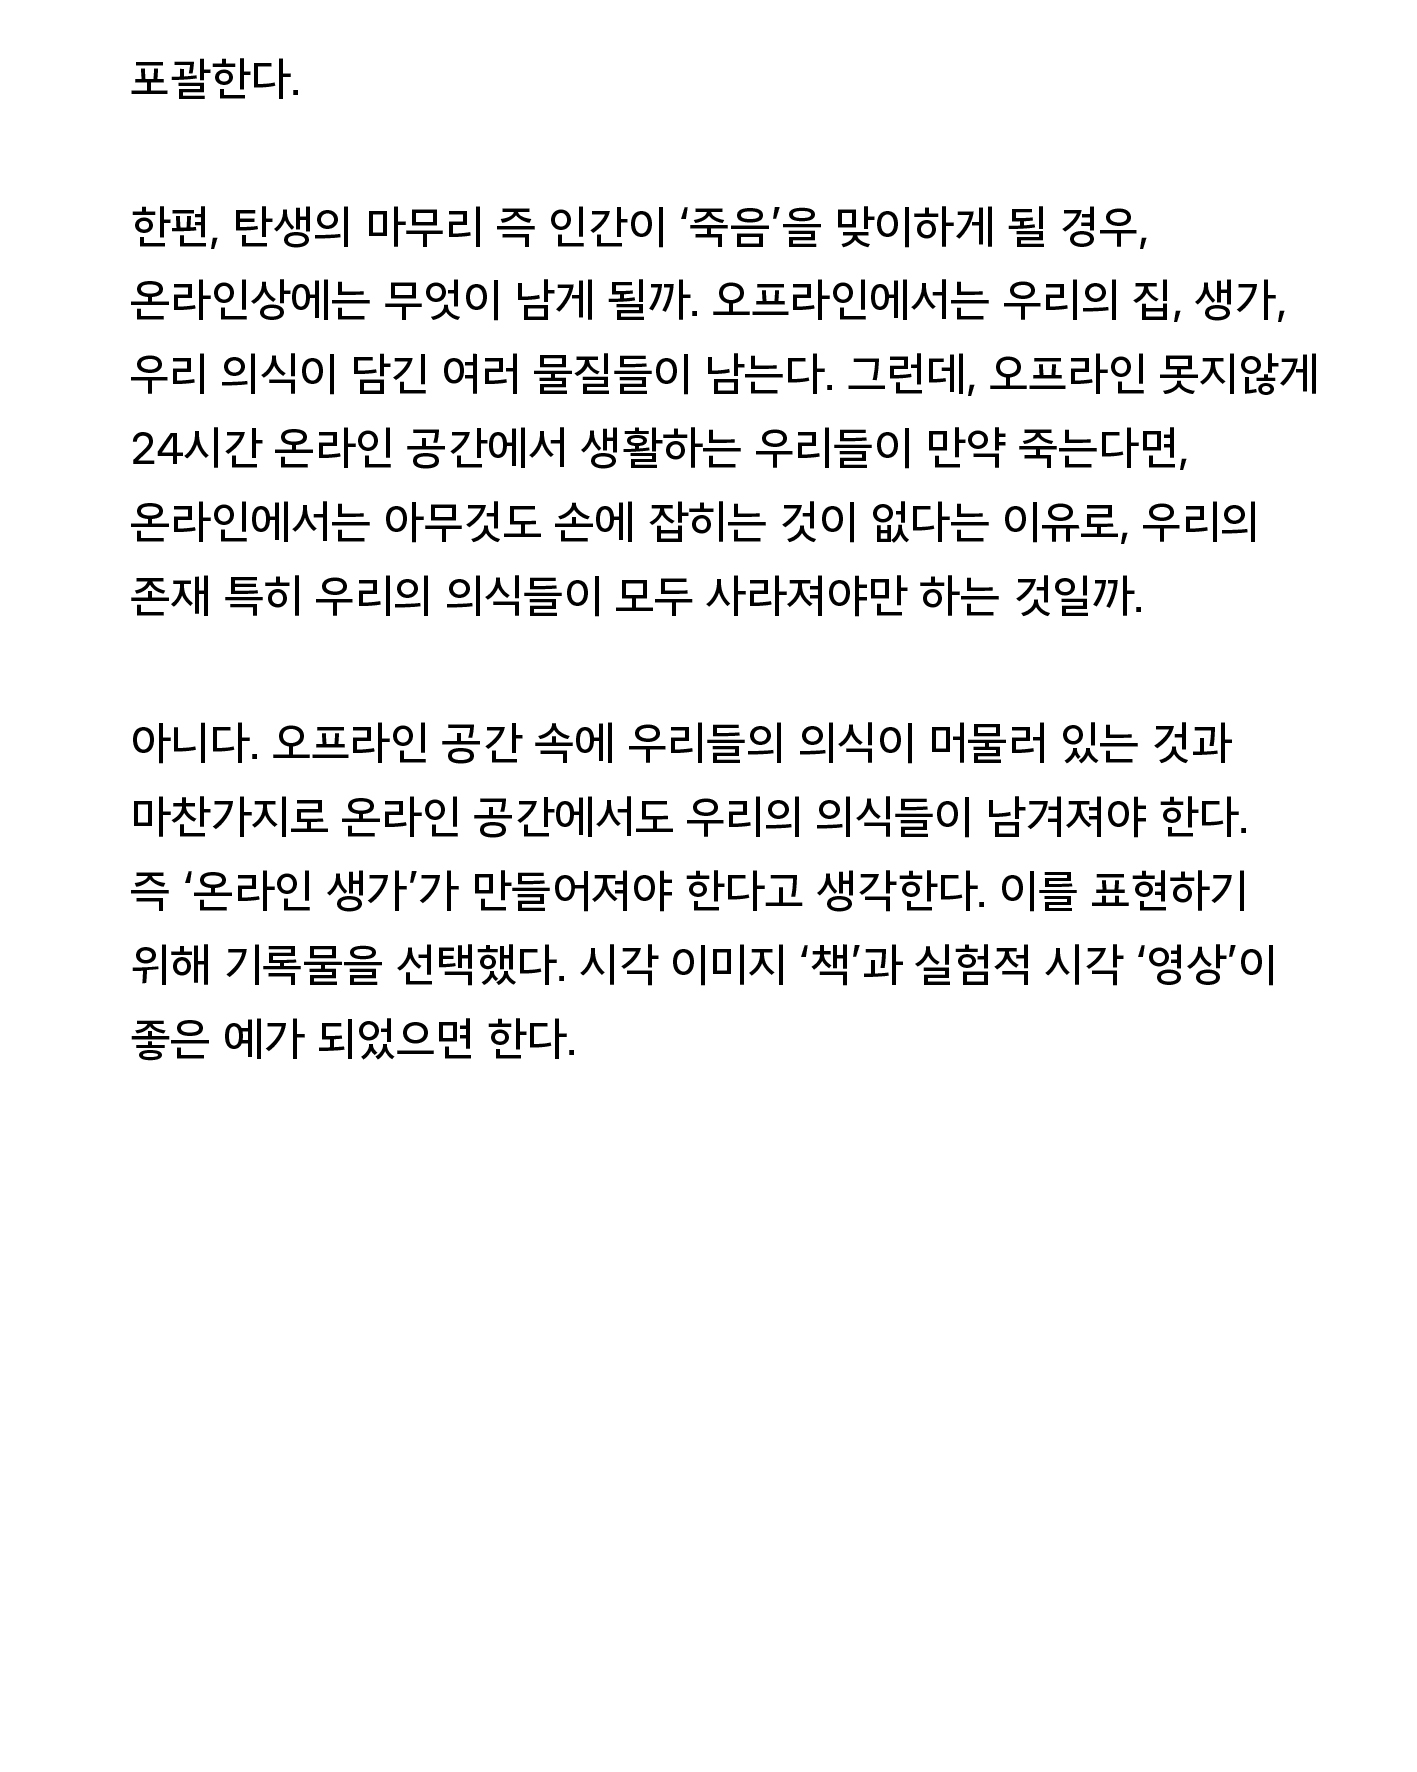 포괄한다.
한편, 탄생의 마무리 즉 인간이 ‘죽음’을 맞이하게 될 경우,
온라인상에는 무엇이 남게 될까. 오프라인에서는 우리의 집, 생가,
우리 의식이 담긴 여러 물질들이 남는다. 그런데, 오프라인 못지않게
24시간 온라인 공간에서 생활하는 우리들이 만약 죽는다면,
온라인에서는 아무것도 손에 잡히는 것이 없다는 이유로, 우리의
존재 특히 우리의 의식들이 모두 사라져야만 하는 것일까.
아니다. 오프라인 공간 속에 우리들의 의식이 머물러 있는 것과
마찬가지로 온라인 공간에서도 우리의 의식들이 남겨져야 한다.
즉 ‘온라인 생가’가 만들어져야 한다고 생각한다. 이를 표현하기
위해 기록물을 선택했다. 시각 이미지 ‘책’과 실험적 시각 ‘영상’이
좋은 예가 되었으면 한다.